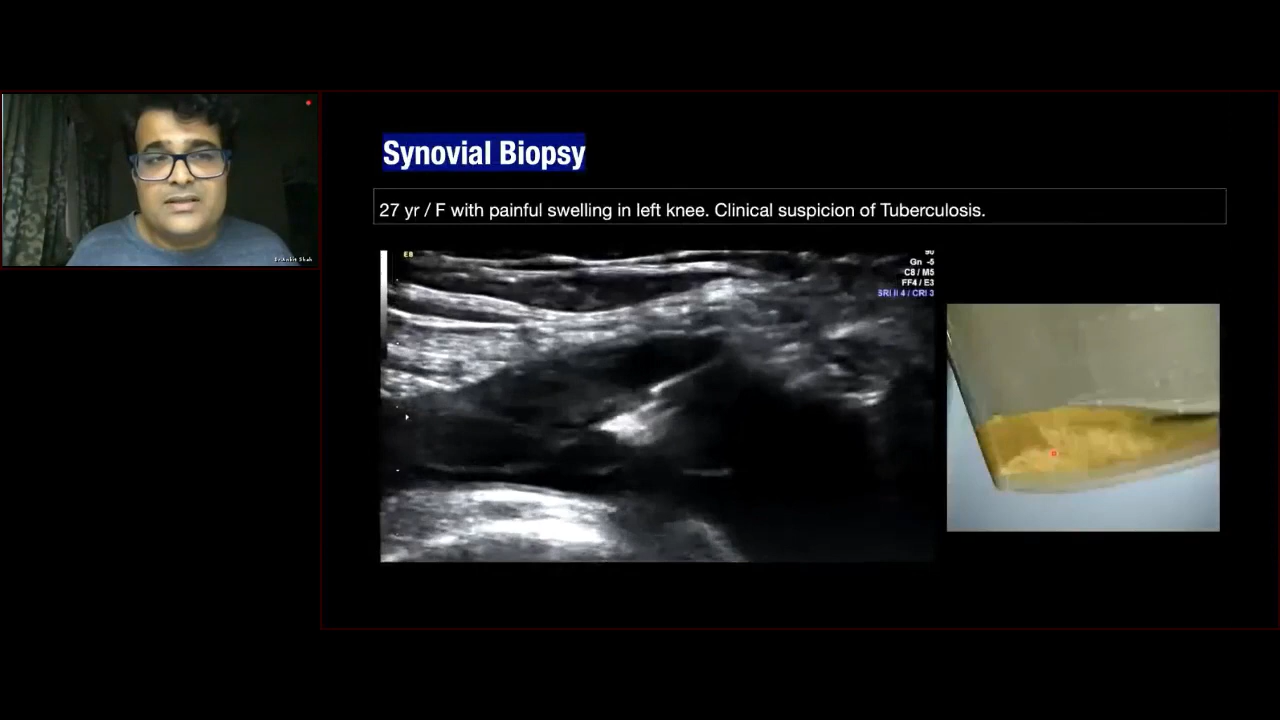 Synovial Biopsy
27 yr / F with painful swelling in left knee. Clinical suspicion of Tuberculosis.
Gn -5
C8 / M5
FF4 / E3
SRI II 4 / CRI 3